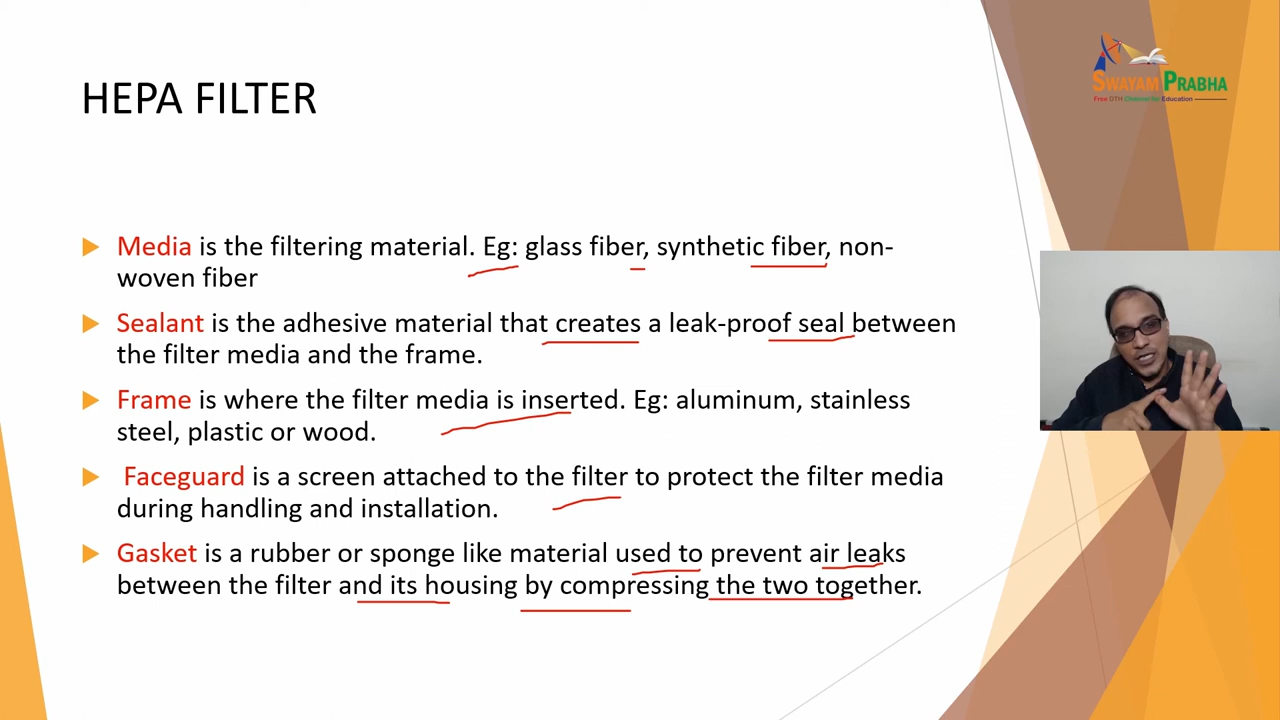 SWAYAM PRABHA
Free DTH Channel for Education
HEPA FILTER
Media is the filtering material. Eg: glass fiber, synthetic fiber, non-
woven fiber
Sealant is the adhesive material that creates a leak-proof seal between
the filter media and the frame.
Frame is where the filter media is inserted. Eg: aluminum, stainless
steel, plastic or wood.
Faceguard is a screen attached to the filter to protect the filter media
during handling and installation.
Gasket is a rubber or sponge like material used to prevent air leaks
between the filter and its housing by compressing the two together.